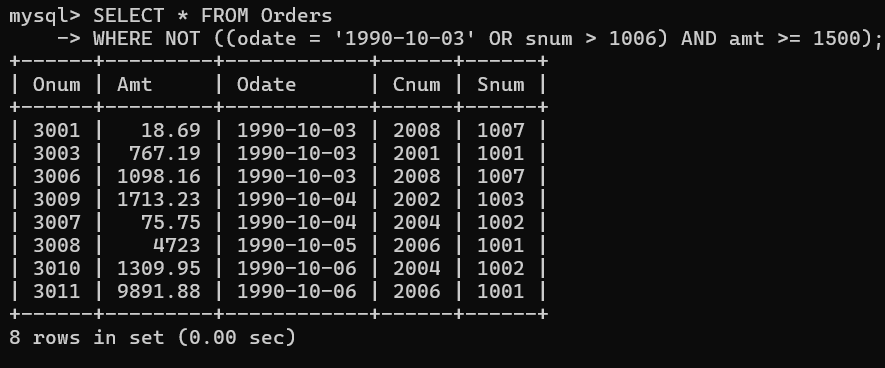 mysql> SELECT * FROM Orders
    -> WHERE NOT ((odate = '1990-10-03' OR snum > 1006) AND amt >= 1500);
+------+---------+------------+------+------+
| Onum | Amt     | Odate      | Cnum | Snum |
+------+---------+------------+------+------+
| 3001 |   18.69 | 1990-10-03 | 2008 | 1007 |
| 3003 |  767.19 | 1990-10-03 | 2001 | 1001 |
| 3006 | 1098.16 | 1990-10-03 | 2008 | 1007 |
| 3009 | 1713.23 | 1990-10-04 | 2002 | 1003 |
| 3007 |   75.75 | 1990-10-04 | 2004 | 1002 |
| 3008 |    4723 | 1990-10-05 | 2006 | 1001 |
| 3010 | 1309.95 | 1990-10-06 | 2004 | 1002 |
| 3011 | 9891.88 | 1990-10-06 | 2006 | 1001 |
+------+---------+------------+------+------+
8 rows in set (0.00 sec)